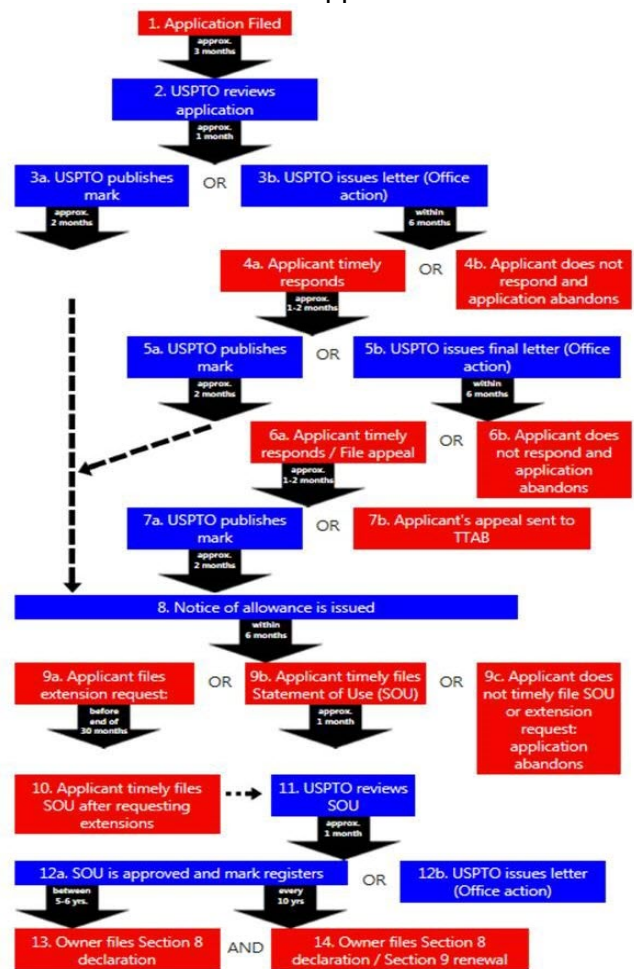 1. Application Filed
approx.
3 months
2. USPTO reviews
application
approx.
1 month
3a. USPTO publishes
mark
OR
3b. USPTO issues letter (Office
action)
approx.
2 months
within
6 months
4a. Applicant timely
responds
OR
4b. Applicant does not
respond and
application abandons
approx.
1-2 months
5a. USPTO publishes
mark
OR
5b. USPTO issues final letter (Office
action)
approx.
2 months
within
6 months
6a. Applicant timely
responds / File appeal
OR
6b. Applicant does
not respond and
application
abandons
approx.
1-2 months
7a. USPTO publishes
mark
OR
7b. Applicant's appeal sent to
TTAB
approx.
2 months
8. Notice of allowance is issued
within
6 months
9a. Applicant files
extension request:
OR
9b. Applicant timely files
Statement of Use (SOU)
OR
9c. Applicant does
not timely file SOU
or extension
request:
application
abandons
before
end of
30 months
approx.
1 month
10. Applicant timely files
SOU after requesting
extensions
11. USPTO reviews
SOU
approx.
1 month
12a. SOU is approved and mark registers
OR
12b. USPTO issues letter
(Office action)
between
5-6 yrs.
every
10 yrs
13. Owner files Section 8
declaration
AND
14. Owner files Section 8
declaration / Section 9 renewal